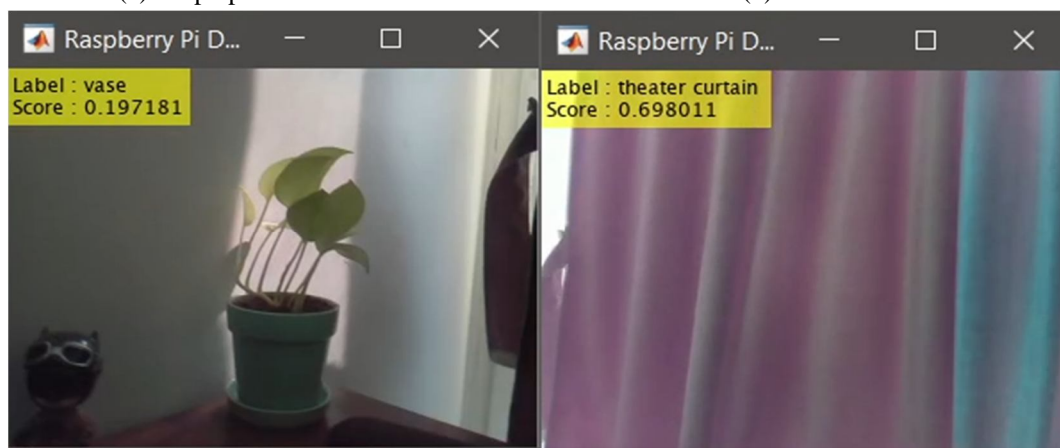 Raspberry Pi D...
Label : vase
Score : 0.197181
Raspberry Pi D...
Label : theater curtain
Score : 0.698011